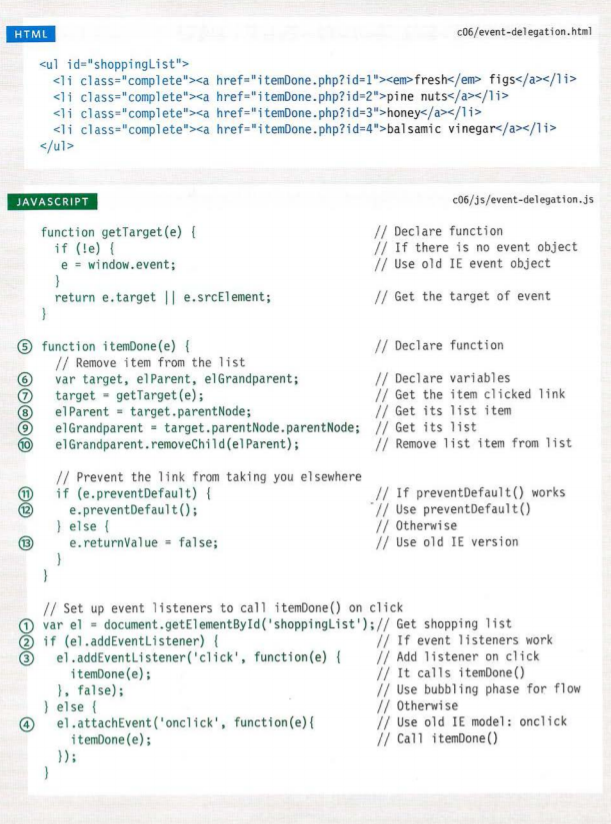 HTML c06/event-delegation.html
<ul id="shoppingList">
<li class="complete"><a href="itemDone.php?id=1"><em>fresh</em> figs</a></li>
<li class="complete"><a href="itemDone.php?id=2">pine nuts</a></li>
<li class="complete"><a href="itemDone.php?id=3">honey</a></li>
<li class="complete"><a href="itemDone.php?id=4">balsamic vinegar</a></li>
</ul>
JAVASCRIPT c06/js/event-delegation.js
function getTarget(e) { // Declare function
if (!e) { // If there is no event object
e = window.event; // Use old IE event object
}
return e.target || e.srcElement; // Get the target of event
}
⑤ function itemDone(e) { // Declare function
// Remove item from the list
⑥ var target, elParent, elGrandparent; // Declare variables
⑦ target = getTarget(e); // Get the item clicked link
⑧ elParent = target.parentNode; // Get its list item
⑨ elGrandparent = target.parentNode.parentNode; // Get its list
⑩ elGrandparent.removeChild(elParent); // Remove list item from list
// Prevent the link from taking you elsewhere
⑪ if (e.preventDefault) { // If preventDefault() works
⑫ e.preventDefault(); // Use preventDefault()
} else { // Otherwise
⑬ e.returnValue = false; // Use old IE version
}
}
// Set up event listeners to call itemDone() on click
① var el = document.getElementById('shoppingList');// Get shopping list
② if (el.addEventListener) { // If event listeners work
③ el.addEventListener('click', function(e) { // Add listener on click
itemDone(e); // It calls itemDone()
}, false); // Use bubbling phase for flow
} else { // Otherwise
④ el.attachEvent('onclick', function(e){ // Use old IE model: onclick
itemDone(e); // Call itemDone()
});
}